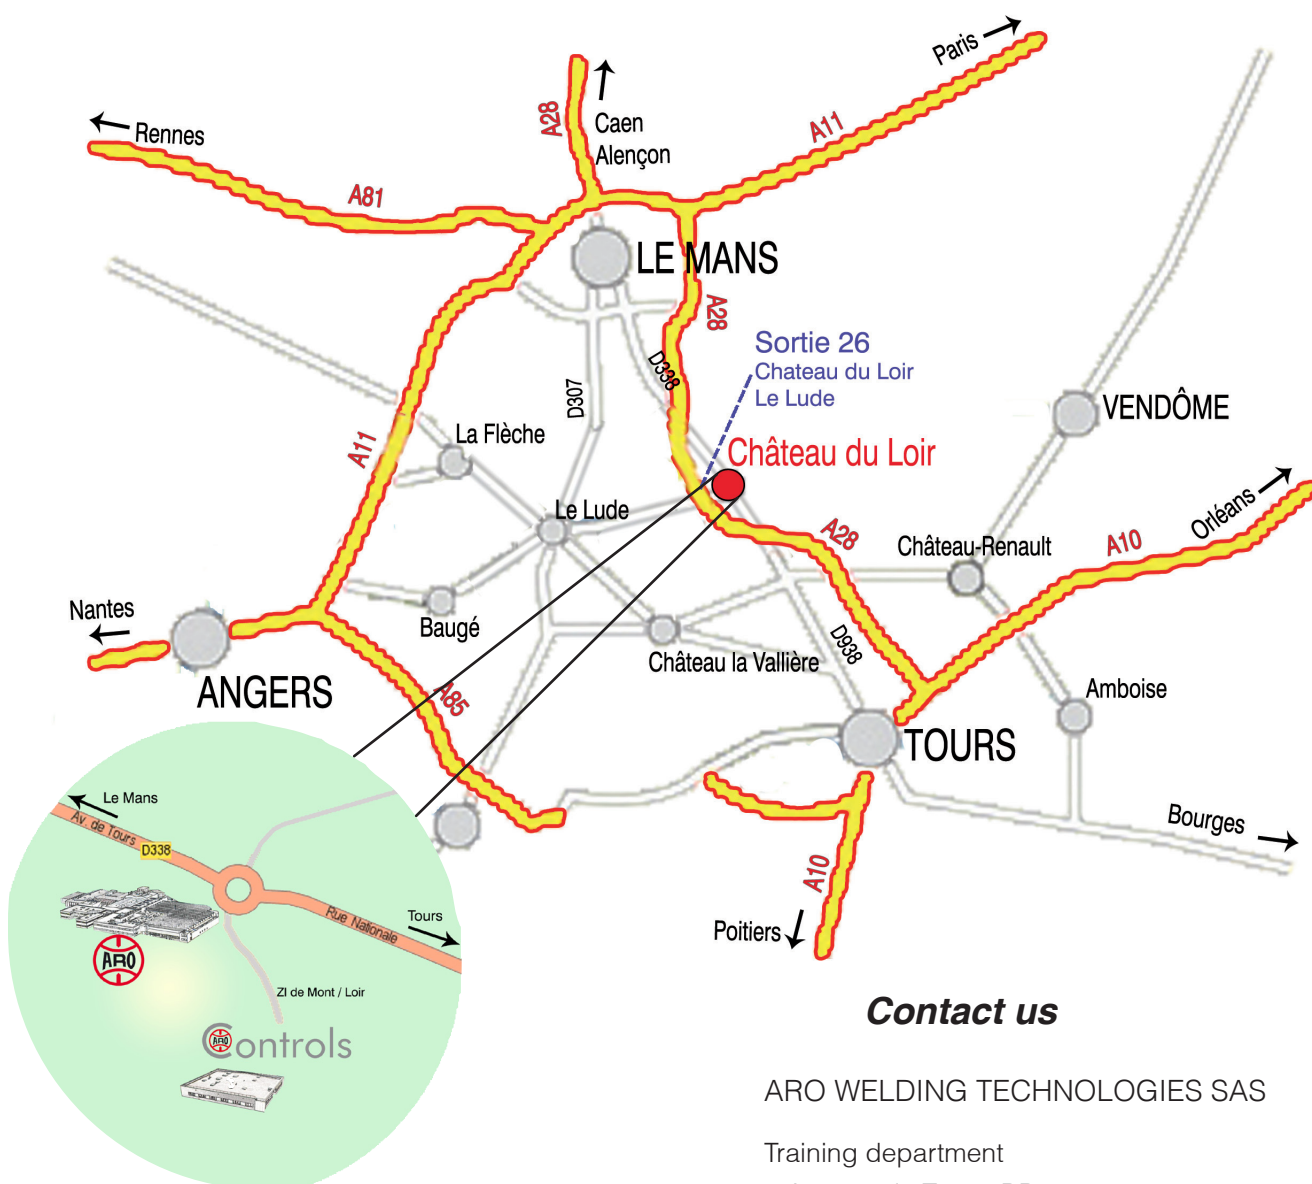 Paris
A28
Caen
Alençon
A11
Rennes
A81
LE MANS
A28
Sortie 26
Chateau du Loir
Le Lude
D338
D307
VENDÔME
La Flèche
A11
Château du Loir
Le Lude
Orléans
A28
Château-Renault
A10
Nantes
Baugé
D938
Château la Vallière
ANGERS
A85
Amboise
TOURS
Bourges
A10
Poitiers
Le Mans
Av. de Tours
D338
Rue Nationale
Tours
ARO
ZI de Mont / Loir
ARO
Controls
Contact us
ARO WELDING TECHNOLOGIES SAS
Training department